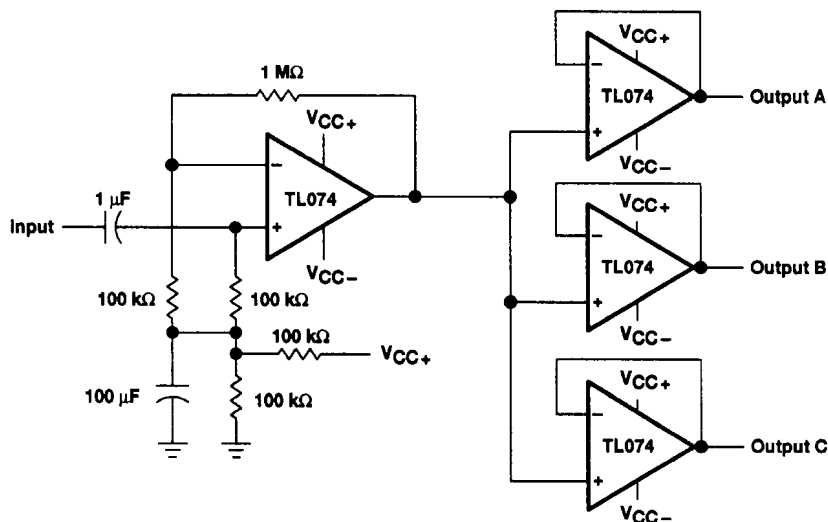 VCC+
−
TL074
+
VCC−
Output A
1 MΩ
VCC+
−
TL074
+
VCC−
1 μF
Input
100 kΩ
100 kΩ
100 kΩ
VCC+
100 μF
100 kΩ
VCC+
−
TL074
+
VCC−
Output B
VCC+
−
TL074
+
VCC−
Output C